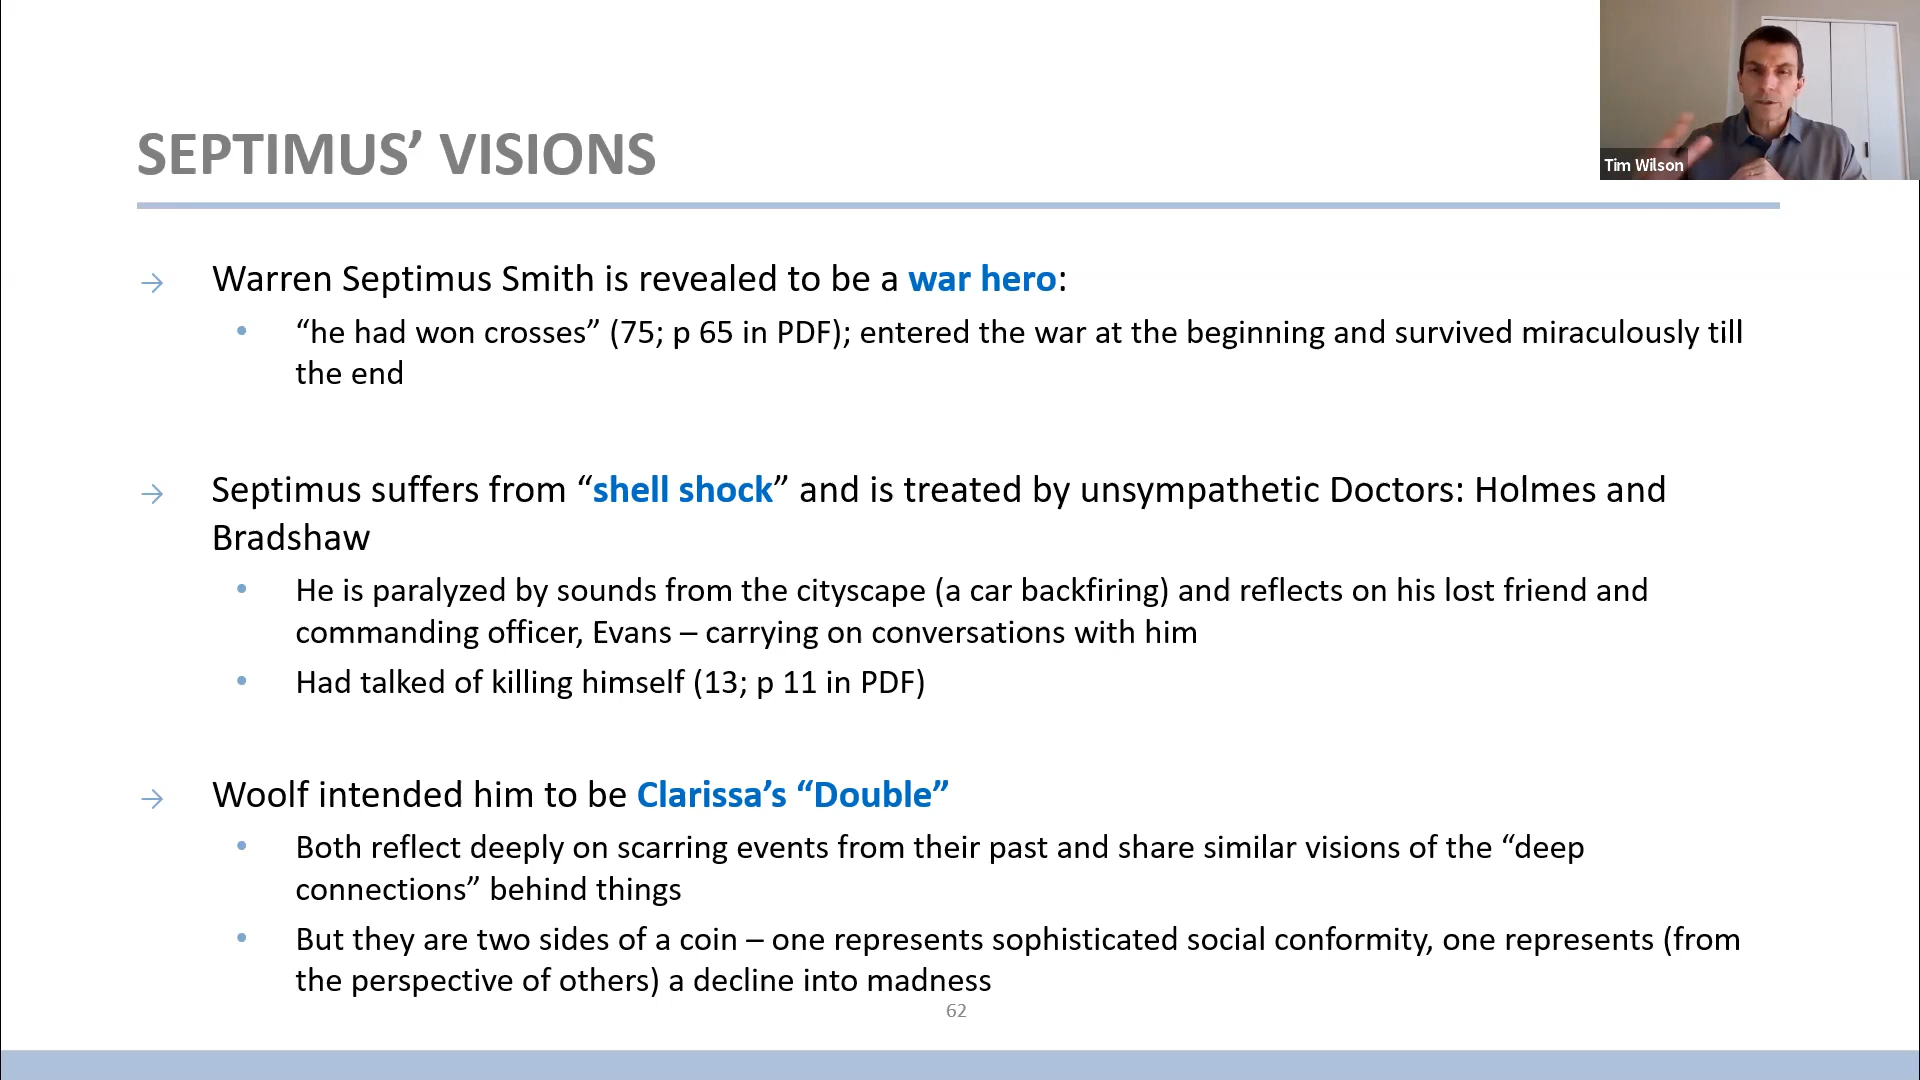 SEPTIMUS’ VISIONS
Tim Wilson
→ Warren Septimus Smith is revealed to be a war hero:
• “he had won crosses” (75; p 65 in PDF); entered the war at the beginning and survived miraculously till
the end
→ Septimus suffers from “shell shock” and is treated by unsympathetic Doctors: Holmes and
Bradshaw
• He is paralyzed by sounds from the cityscape (a car backfiring) and reflects on his lost friend and
commanding officer, Evans – carrying on conversations with him
• Had talked of killing himself (13; p 11 in PDF)
→ Woolf intended him to be Clarissa’s “Double”
• Both reflect deeply on scarring events from their past and share similar visions of the “deep
connections” behind things
• But they are two sides of a coin – one represents sophisticated social conformity, one represents (from
the perspective of others) a decline into madness
62